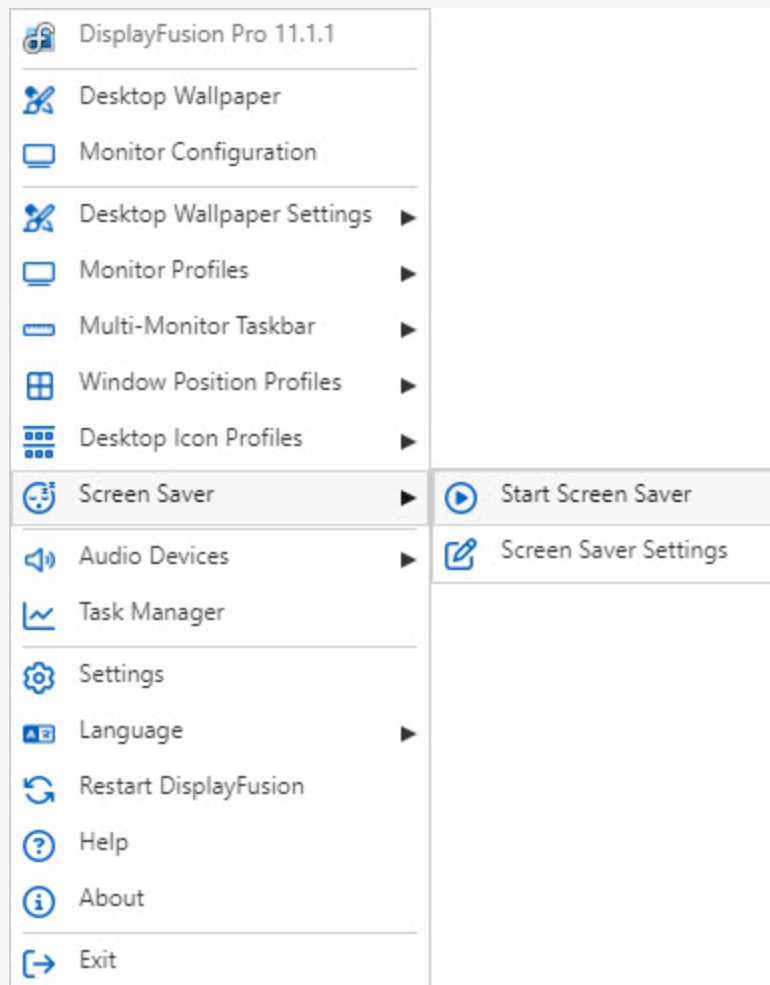 DisplayFusion Pro 11.1.1
Desktop Wallpaper
Monitor Configuration
Desktop Wallpaper Settings
Monitor Profiles
Multi-Monitor Taskbar
Window Position Profiles
Desktop Icon Profiles
Screen Saver
Start Screen Saver
Screen Saver Settings
Audio Devices
Task Manager
Settings
Language
Restart DisplayFusion
Help
About
Exit